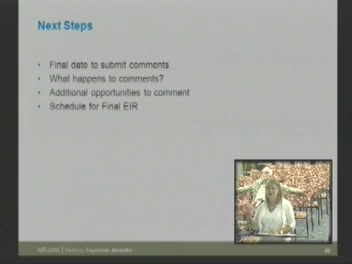 Next Steps
• Final date to submit comments
• What happens to comments?
• Additional opportunities to comment
• Schedule for Final EIR